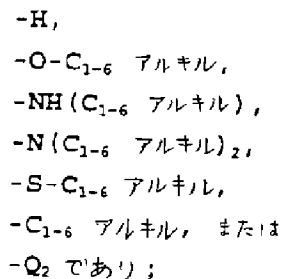 -H,
-O-C₁₋₆ アルキル,
-NH(C₁₋₆ アルキル),
-N(C₁₋₆ アルキル)₂,
-S-C₁₋₆ アルキル,
-C₁₋₆ アルキル, または
-Q₂ であり;